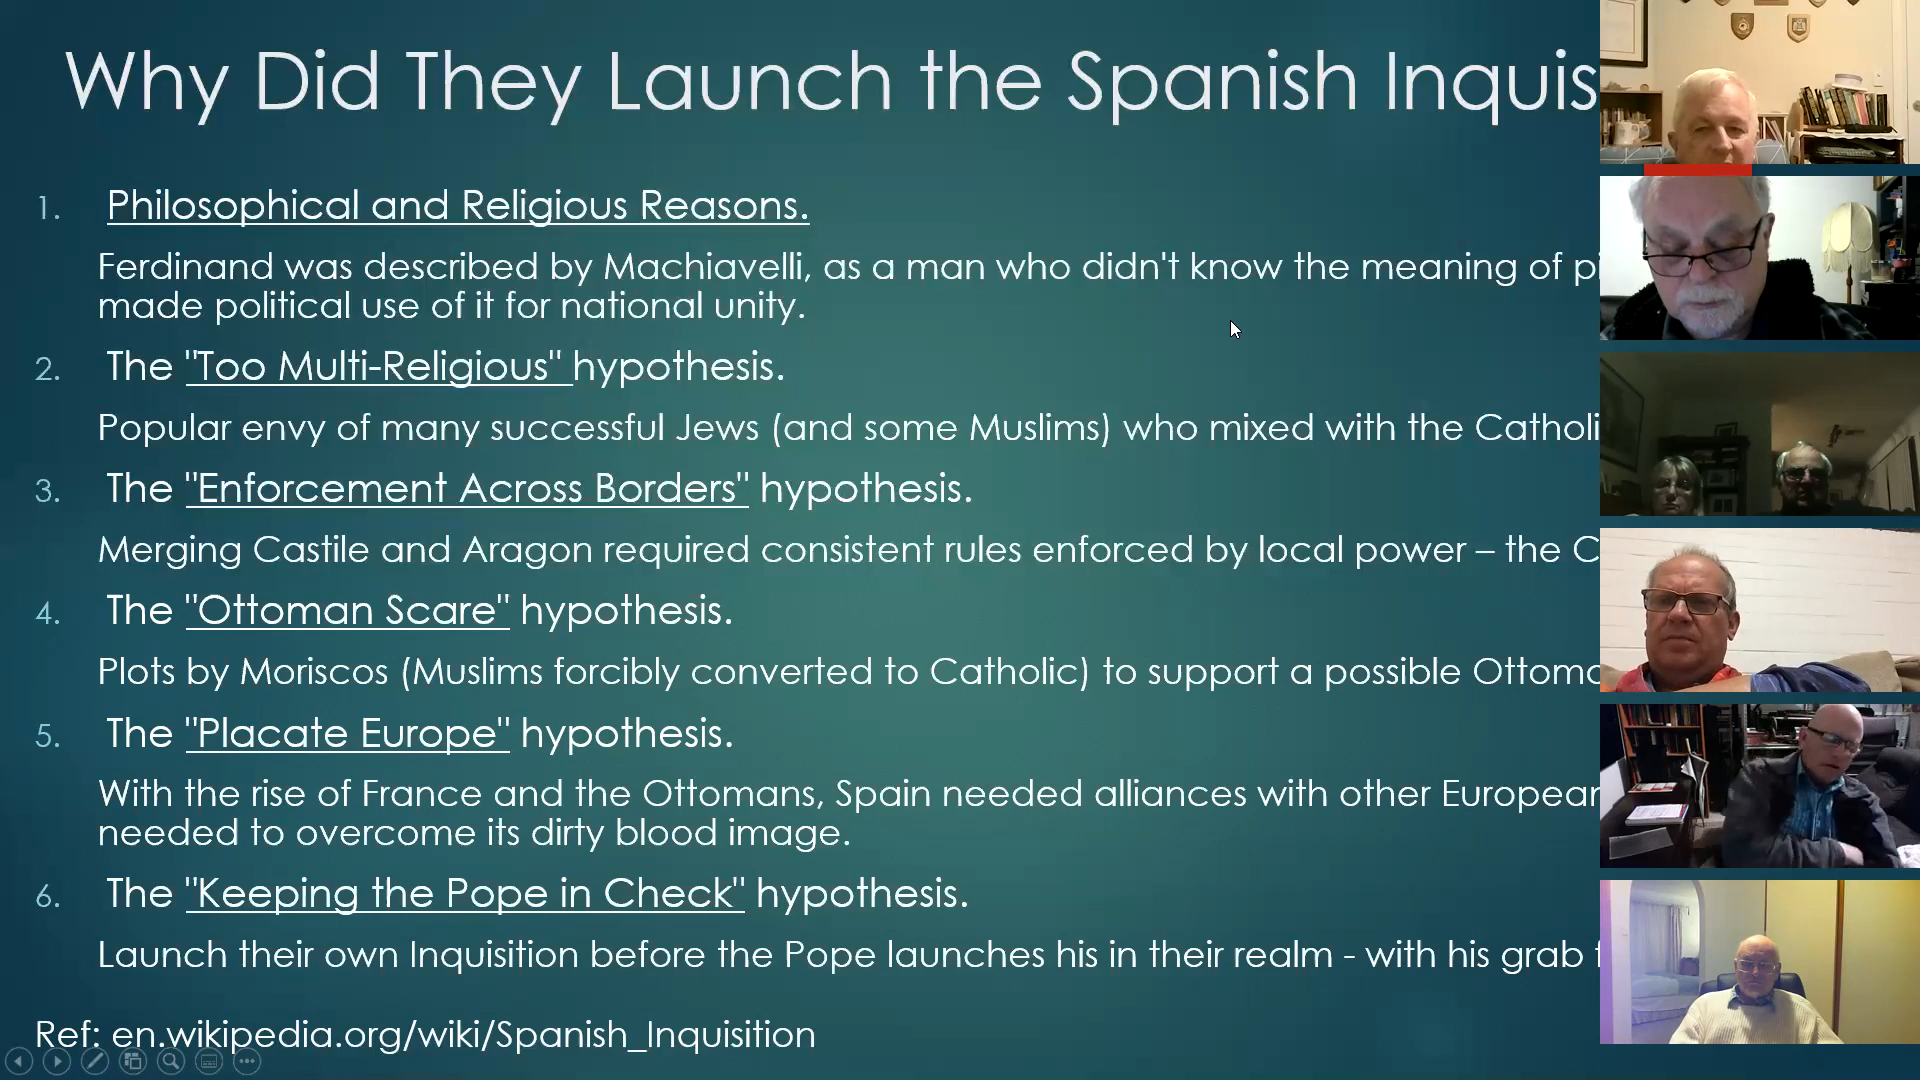 Why Did They Launch the Spanish Inquis
1. Philosophical and Religious Reasons.
Ferdinand was described by Machiavelli, as a man who didn't know the meaning of pi
made political use of it for national unity.
2. The "Too Multi-Religious" hypothesis.
Popular envy of many successful Jews (and some Muslims) who mixed with the Catholi
3. The "Enforcement Across Borders" hypothesis.
Merging Castile and Aragon required consistent rules enforced by local power – the C
4. The "Ottoman Scare" hypothesis.
Plots by Moriscos (Muslims forcibly converted to Catholic) to support a possible Ottoma
5. The "Placate Europe" hypothesis.
With the rise of France and the Ottomans, Spain needed alliances with other European
needed to overcome its dirty blood image.
6. The "Keeping the Pope in Check" hypothesis.
Launch their own Inquisition before the Pope launches his in their realm - with his grab f
Ref: en.wikipedia.org/wiki/Spanish_Inquisition